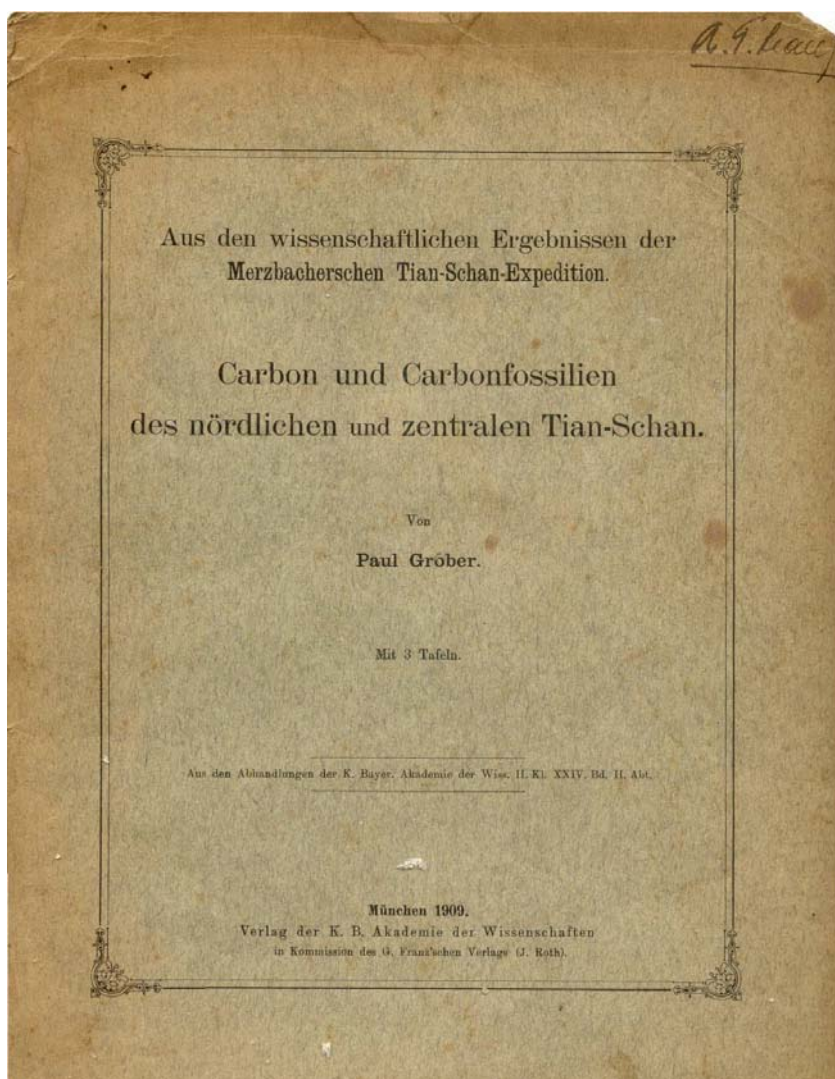 Aus den wissenschaftlichen Ergebnissen der
Merzbacherschen Tian-Schan-Expedition.
Carbon und Carbonfossilien
des nördlichen und zentralen Tian-Schan.
Von
Paul Gröber.
Mit 3 Tafeln.
Aus den Abhandlungen der K. Bayer. Akademie der Wiss. II. Kl. XXIV. Bd. II. Abt.
München 1909.
Verlag der K. B. Akademie der Wissenschaften
in Kommission des G. Franz'schen Verlags (J. Roth).